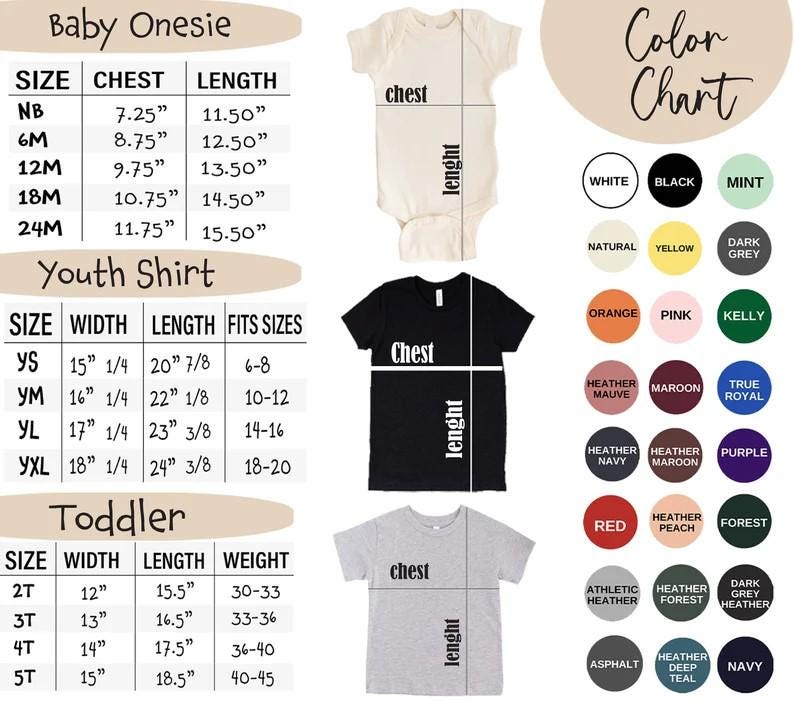 Baby Onesie
SIZE CHEST LENGTH
NB 7.25” 11.50”
6M 8.75” 12.50”
12M 9.75” 13.50”
18M 10.75” 14.50”
24M 11.75” 15.50”
Youth Shirt
SIZE WIDTH LENGTH FITS SIZES
YS 15” 1/4 20” 7/8 6-8
YM 16” 1/4 22” 1/8 10-12
YL 17” 1/4 23” 3/8 14-16
YXL 18” 1/4 24” 3/8 18-20
Toddler
SIZE WIDTH LENGTH WEIGHT
2T 12” 15.5” 30-33
3T 13” 16.5” 33-36
4T 14” 17.5” 36-40
5T 15” 18.5” 40-45
chest
lenght
Chest
lenght
chest
lenght
Color
Chart
WHITE BLACK MINT
NATURAL YELLOW DARK
GREY
ORANGE PINK KELLY
HEATHER
MAUVE
MAROON
TRUE
ROYAL
HEATHER
NAVY
HEATHER
MAROON
PURPLE
RED
HEATHER
PEACH
FOREST
ATHLETIC
HEATHER
HEATHER
FOREST
DARK
GREY
HEATHER
ASPHALT
HEATHER
DEEP
TEAL
NAVY